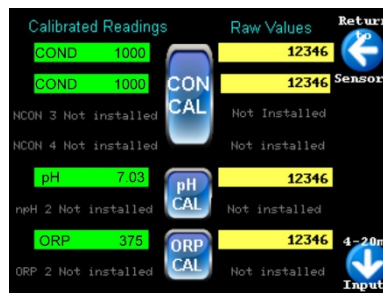 Calibrated Readings Raw Values Return
to
COND 1000 12346
COND 1000 CON CAL 12346 Sensor
NCON 3 Not installed Not Installed
NCON 4 Not installed Not installed
pH 7.03 pH CAL 12346
npH 2 Not installed Not installed
ORP 375 ORP CAL 12346 4-20m
ORP 2 Not installed Not installed Input